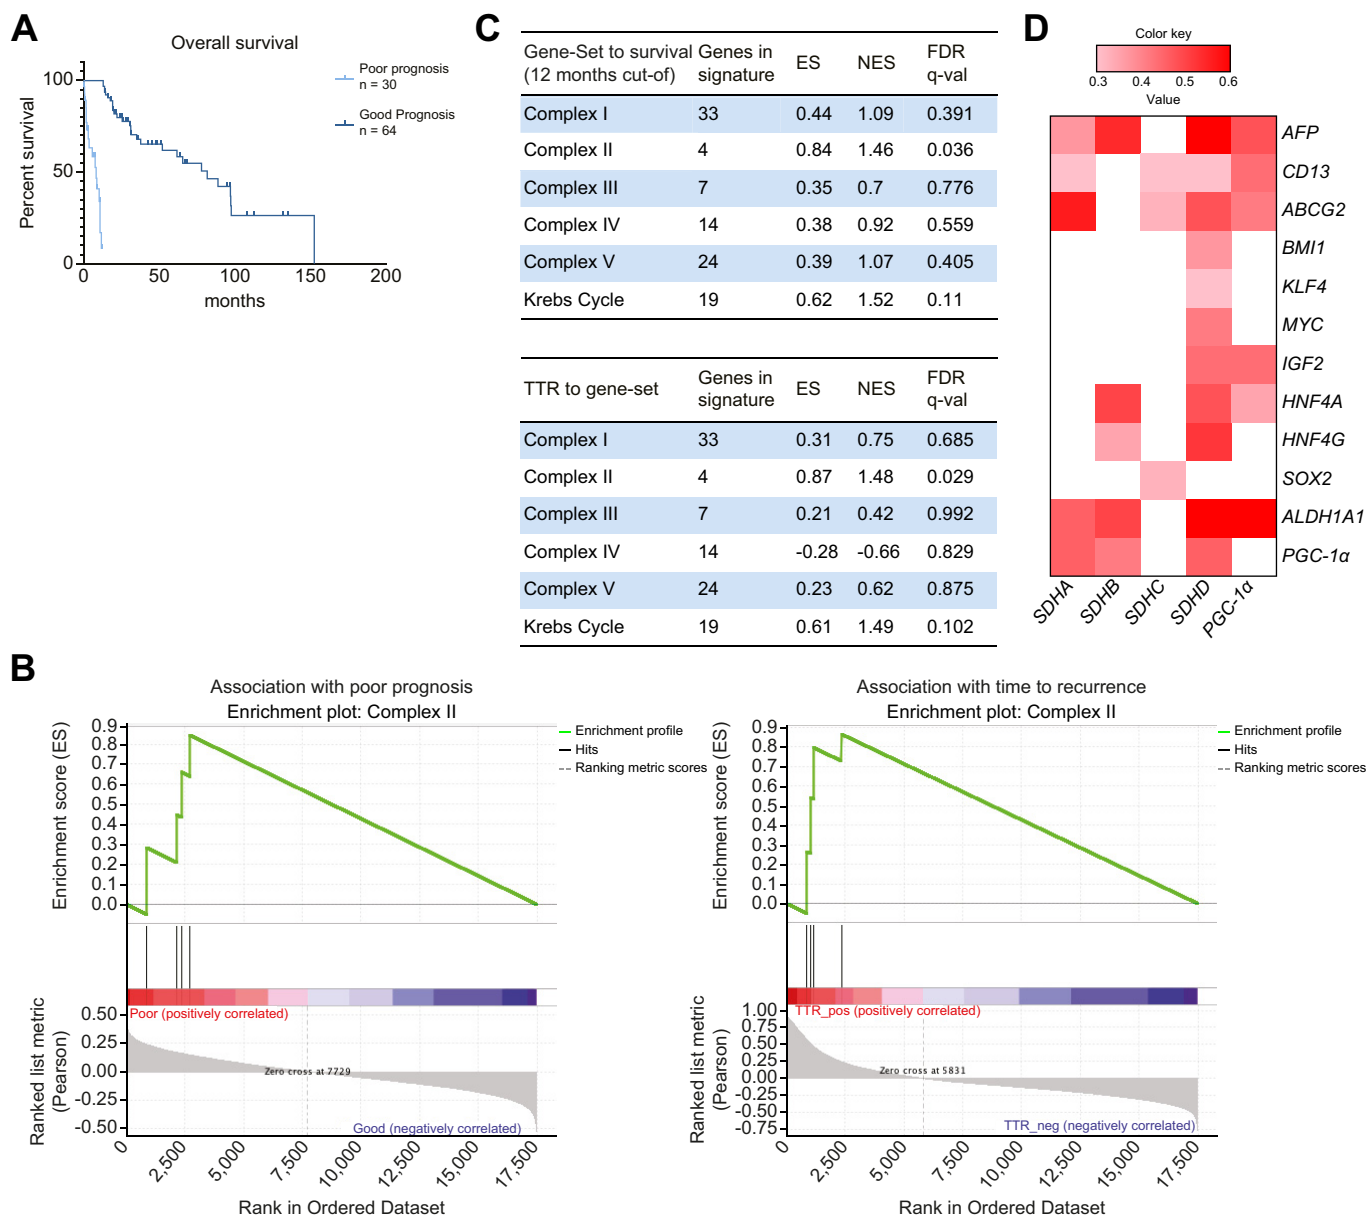 A
Overall survival
Poor prognosis
n = 30
Good Prognosis
n = 64
Percent survival
100
50
0
0
50
100
150
200
months
C
Gene-Set to survival (12 months cut-of) Genes in signature ES NES FDR q-val
Complex I 33 0.44 1.09 0.391
Complex II 4 0.84 1.46 0.036
Complex III 7 0.35 0.7 0.776
Complex IV 14 0.38 0.92 0.559
Complex V 24 0.39 1.07 0.405
Krebs Cycle 19 0.62 1.52 0.11
TTR to gene-set Genes in signature ES NES FDR q-val
Complex I 33 0.31 0.75 0.685
Complex II 4 0.87 1.48 0.029
Complex III 7 0.21 0.42 0.992
Complex IV 14 -0.28 -0.66 0.829
Complex V 24 0.23 0.62 0.875
Krebs Cycle 19 0.61 1.49 0.102
D
Color key
0.3 0.4 0.5 0.6
Value
AFP
CD13
ABCG2
BMI1
KLF4
MYC
IGF2
HNF4A
HNF4G
SOX2
ALDH1A1
PGC-1α
SDHA SDHB SDHC SDHD PGC-1α
B
Association with poor prognosis
Enrichment plot: Complex II
Enrichment score (ES)
0.9
0.8
0.7
0.6
0.5
0.4
0.3
0.2
0.1
0.0
Enrichment profile
Hits
Ranking metric scores
Ranked list metric
(Pearson)
0.50
0.25
0.00
-0.25
-0.50
Poor (positively correlated)
Zero cross at 7729
Good (negatively correlated)
0 2,500 5,000 7,500 10,000 12,500 15,000 17,500
Rank in Ordered Dataset
Association with time to recurrence
Enrichment plot: Complex II
Enrichment score (ES)
0.9
0.8
0.7
0.6
0.5
0.4
0.3
0.2
0.1
0.0
Enrichment profile
Hits
Ranking metric scores
Ranked list metric
(Pearson)
1.00
0.75
0.50
0.25
0.00
-0.25
-0.50
-0.75
TTR_pos (positively correlated)
Zero cross at 5831
TTR_neg (negatively correlated)
0 2,500 5,000 7,500 10,000 12,500 15,000 17,500
Rank in Ordered Dataset